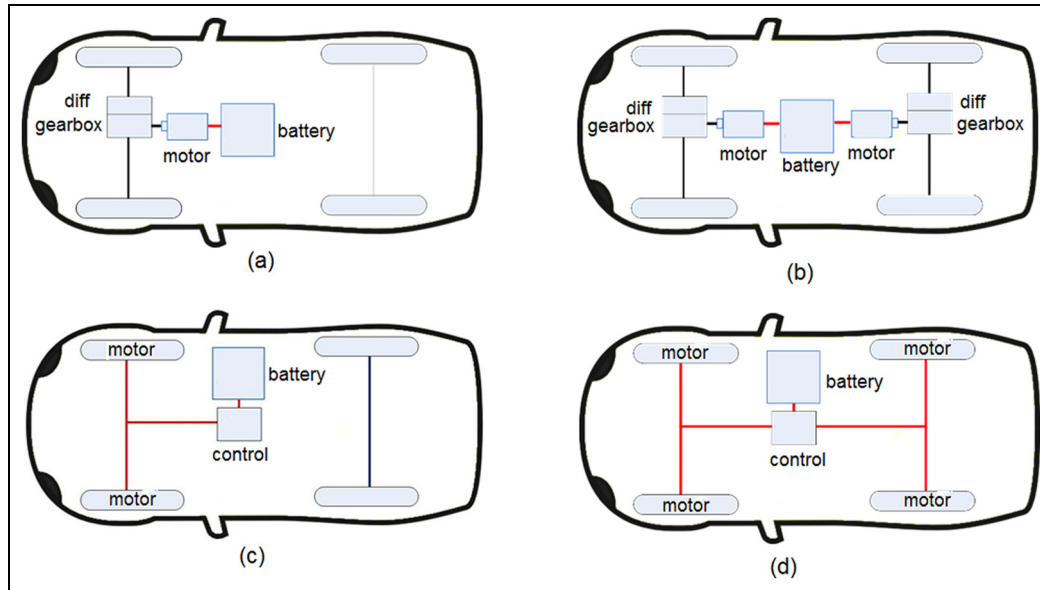 diff
gearbox
motor
battery
(a)
diff
gearbox
motor
battery
motor
diff
gearbox
(b)
motor
battery
control
motor
(c)
motor
motor
battery
control
motor
motor
(d)